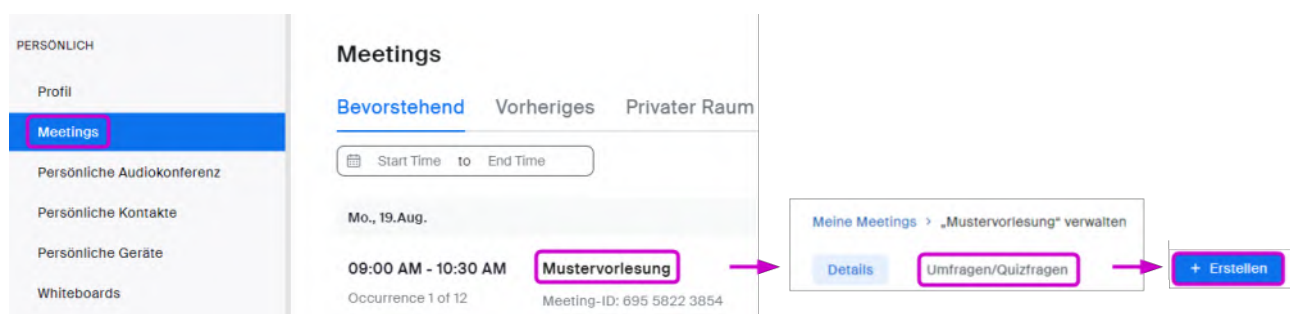 PERSÖNLICH
Profil
Meetings
Persönliche Audiokonferenz
Persönliche Kontakte
Persönliche Geräte
Whiteboards
Meetings
Bevorstehend Vorheriges Privater Raum
Start Time to End Time
Mo., 19.Aug.
09:00 AM - 10:30 AM Mustervorlesung
Occurrence 1 of 12 Meeting-ID: 695 5822 3854
Meine Meetings > „Mustervorlesung“ verwalten
Details Umfragen/Quizfragen
+ Erstellen